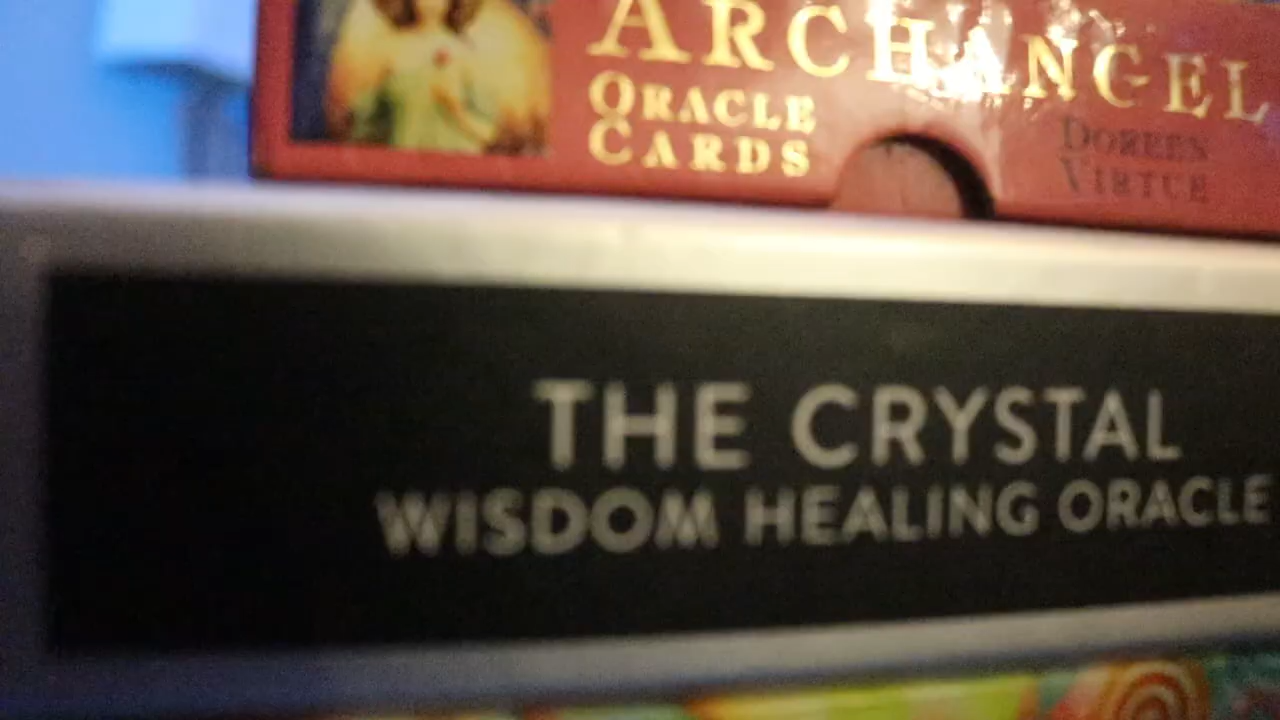 ARCHANGEL
ORACLE
CARDS
DOREEN
VIRTUE
THE CRYSTAL
WISDOM HEALING ORACLE